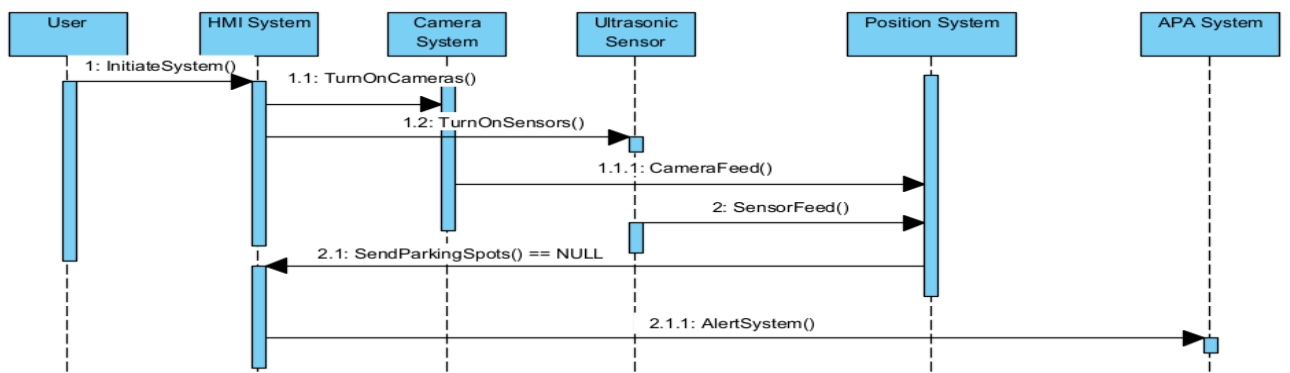 User
HMI System
Camera
System
Ultrasonic
Sensor
Position System
APA System
1: InitiateSystem()
1.1: TurnOnCameras()
1.2: TurnOnSensors()
1.1.1: CameraFeed()
2: SensorFeed()
2.1: SendParkingSpots() == NULL
2.1.1: AlertSystem()